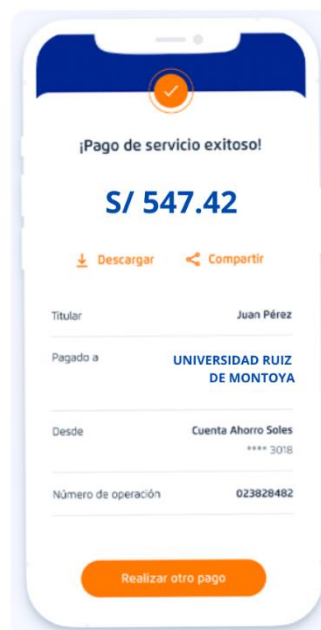 ¡Pago de servicio exitoso!
S/ 547.42
Descargar Compartir
Titular Juan Pérez
Pagado a UNIVERSIDAD RUIZ
DE MONTOYA
Desde Cuenta Ahorro Soles
**** 3018
Número de operación 023828482
Realizar otro pago